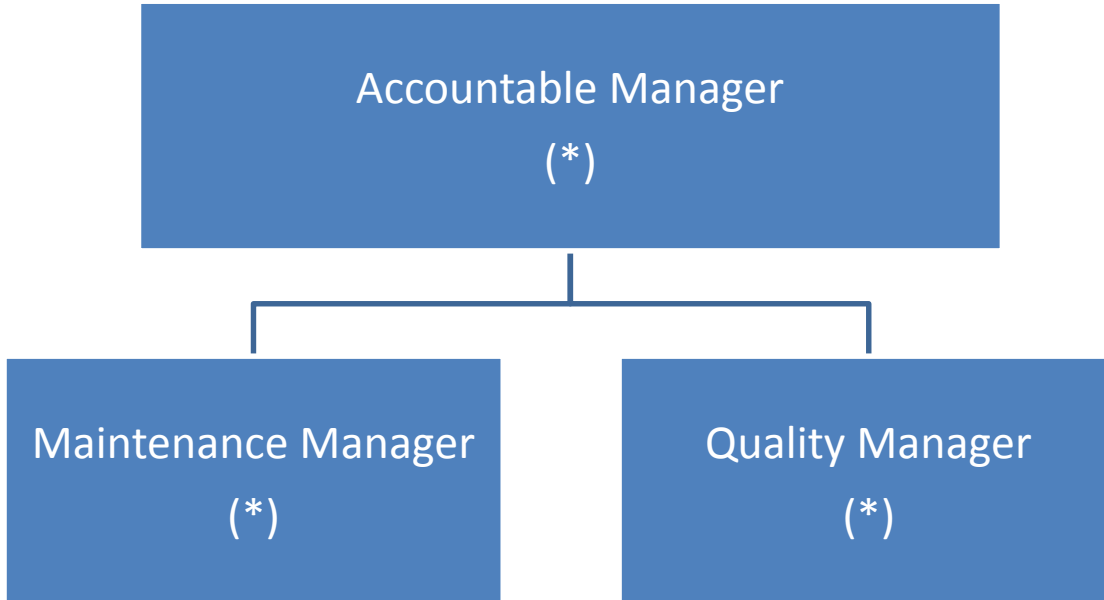 Accountable Manager
(*)
Maintenance Manager
(*)
Quality Manager
(*)